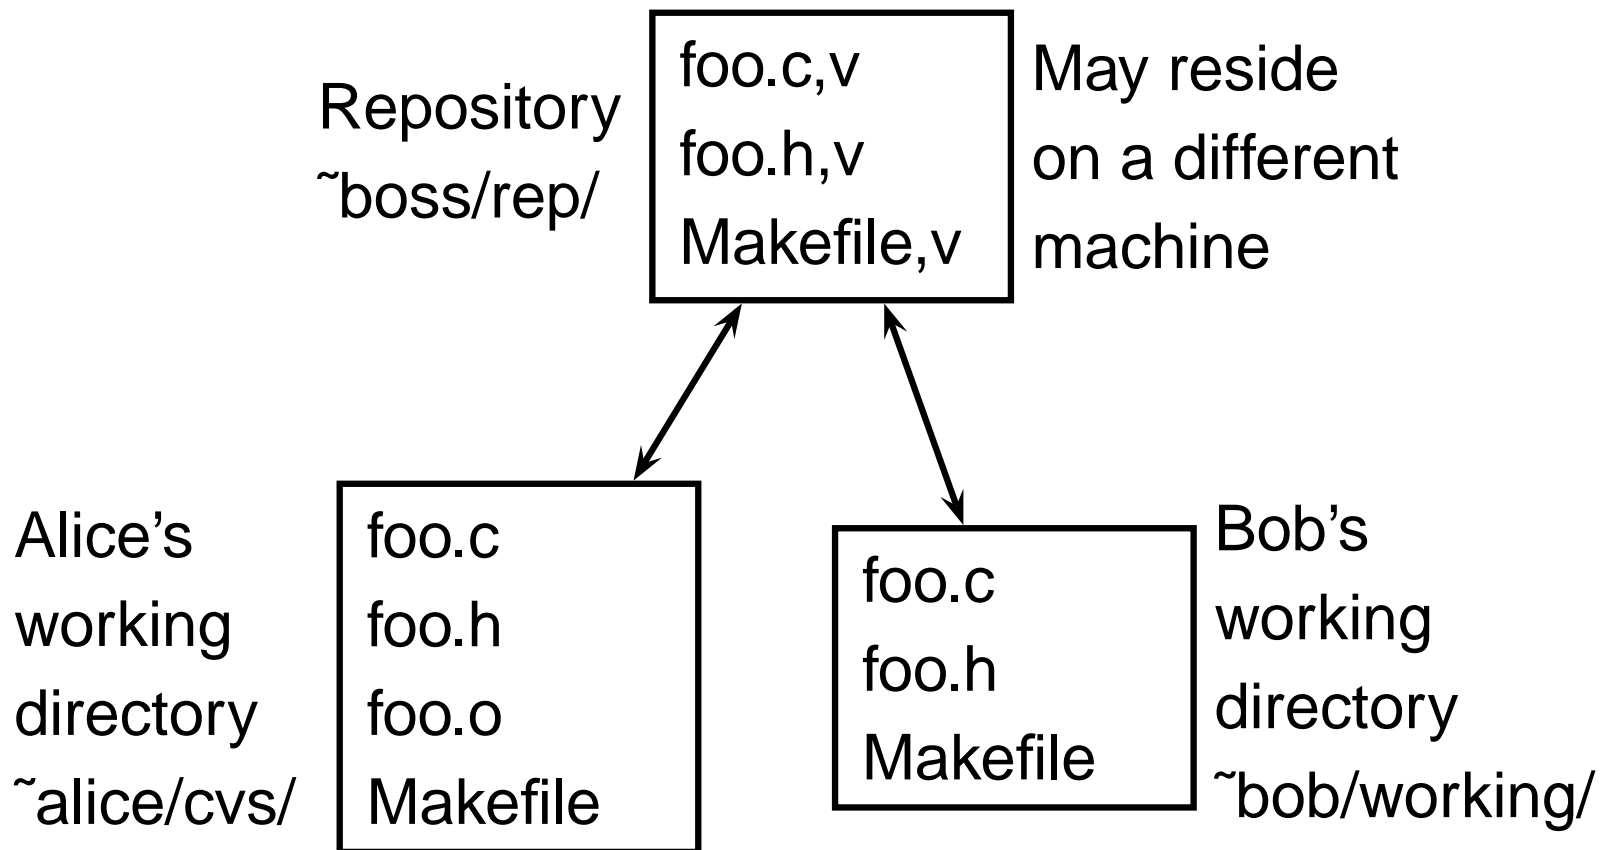 Repository
˜boss/rep/
foo.c,v
foo.h,v
Makefile,v
May reside
on a different
machine
Alice’s
working
directory
˜alice/cvs/
foo.c
foo.h
foo.o
Makefile
foo.c
foo.h
Makefile
Bob’s
working
directory
˜bob/working/